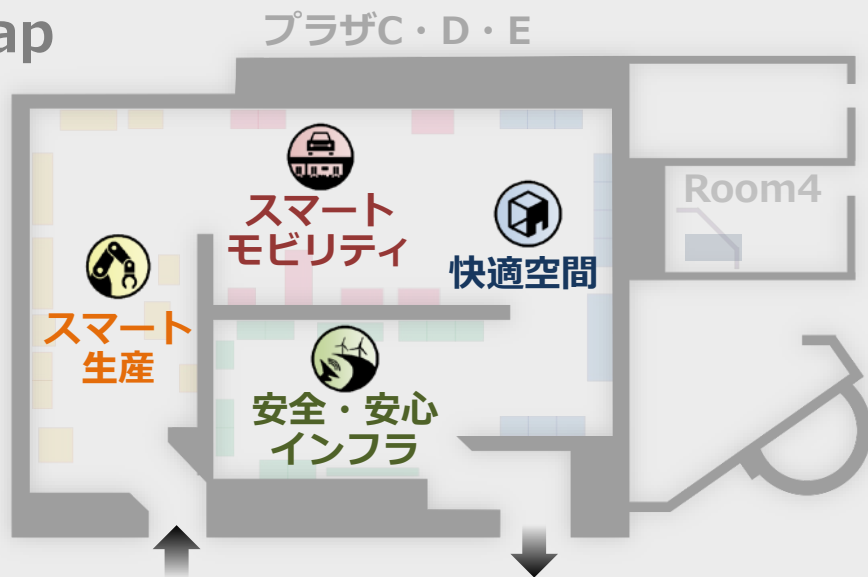 ap
プラザC・D・E
Room4
スマート
モビリティ
快適空間
スマート
生産
安全・安心
インフラ